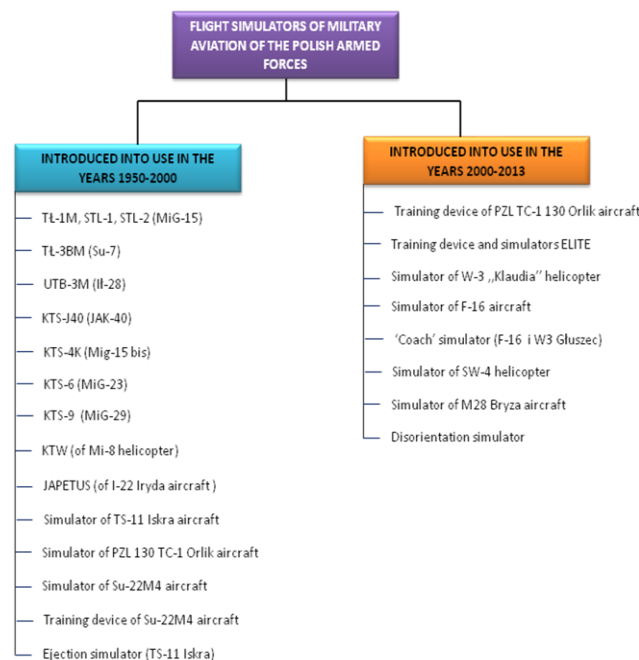 FLIGHT SIMULATORS OF MILITARY
AVIATION OF THE POLISH ARMED
FORCES
INTRODUCED INTO USE IN THE
YEARS 1950-2000
TŁ-1M, STL-1, STL-2 (MiG-15)
TŁ-3BM (Su-7)
UTB-3M (Ił-28)
KTS-J40 (JAK-40)
KTS-4K (Mig-15 bis)
KTS-6 (MiG-23)
KTS-9 (MiG-29)
KTW (of Mi-8 helicopter)
JAPETUS (of I-22 Iryda aircraft )
Simulator of TS-11 Iskra aircraft
Simulator of PZL 130 TC-1 Orlik aircraft
Simulator of Su-22M4 aircraft
Training device of Su-22M4 aircraft
Ejection simulator (TS-11 Iskra)
INTRODUCED INTO USE IN THE
YEARS 2000-2013
Training device of PZL TC-1 130 Orlik aircraft
Training device and simulators ELITE
Simulator of W-3 ,,Klaudia’’ helicopter
Simulator of F-16 aircraft
‘Coach’ simulator (F-16 i W3 Głuszec)
Simulator of SW-4 helicopter
Simulator of M28 Bryza aircraft
Disorientation simulator